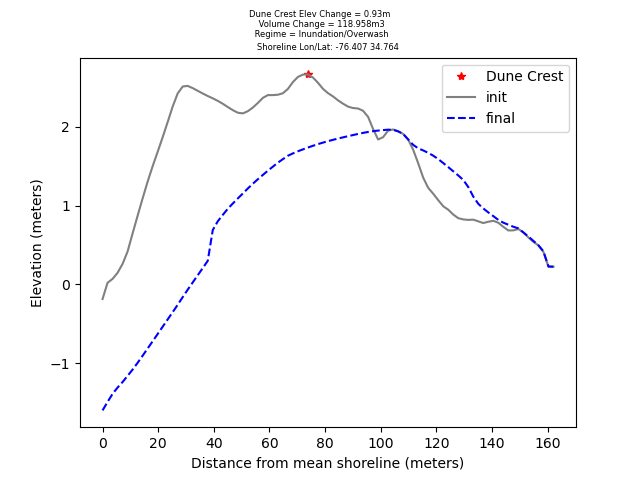 Dune Crest Elev Change = 0.93m
Volume Change = 118.958m3
Regime = Inundation/Overwash
Shoreline Lon/Lat: -76.407 34.764
Dune Crest
init
final
2
1
0
−1
Elevation (meters)
0 20 40 60 80 100 120 140 160
Distance from mean shoreline (meters)